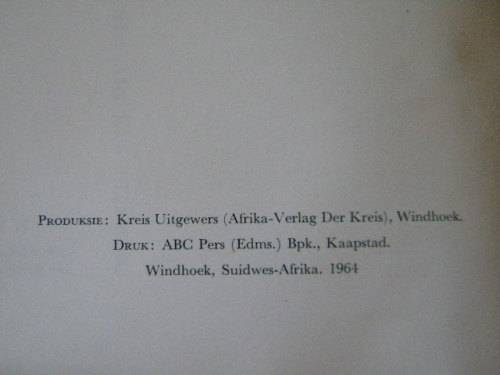 PRODUKSIE: Kreis Uitgewers (Afrika-Verlag Der Kreis), Windhoek.
DRUK: ABC Pers (Edms.) Bpk., Kaapstad.
Windhoek, Suidwes-Afrika. 1964